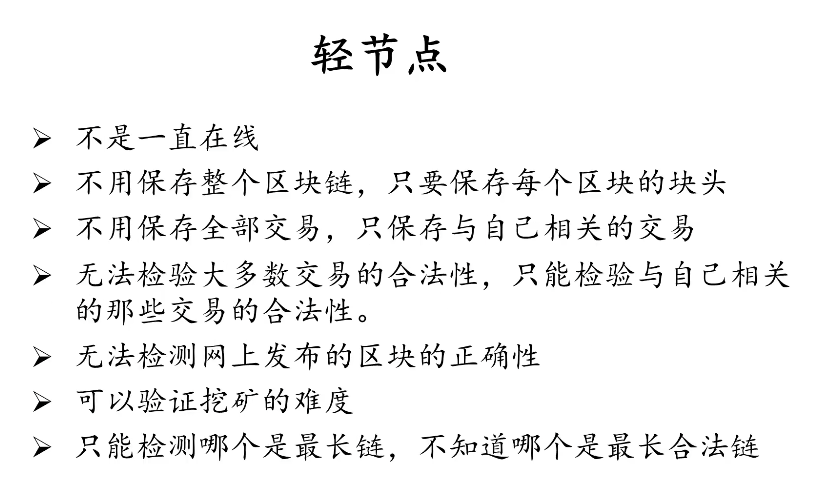 轻节点
➢ 不是一直在线
➢ 不用保存整个区块链，只要保存每个区块的块头
➢ 不用保存全部交易，只保存与自己相关的交易
➢ 无法检验大多数交易的合法性，只能检验与自己相关
的那些交易的合法性。
➢ 无法检测网上发布的区块的正确性
➢ 可以验证挖矿的难度
➢ 只能检测哪个是最长链，不知道哪个是最长合法链